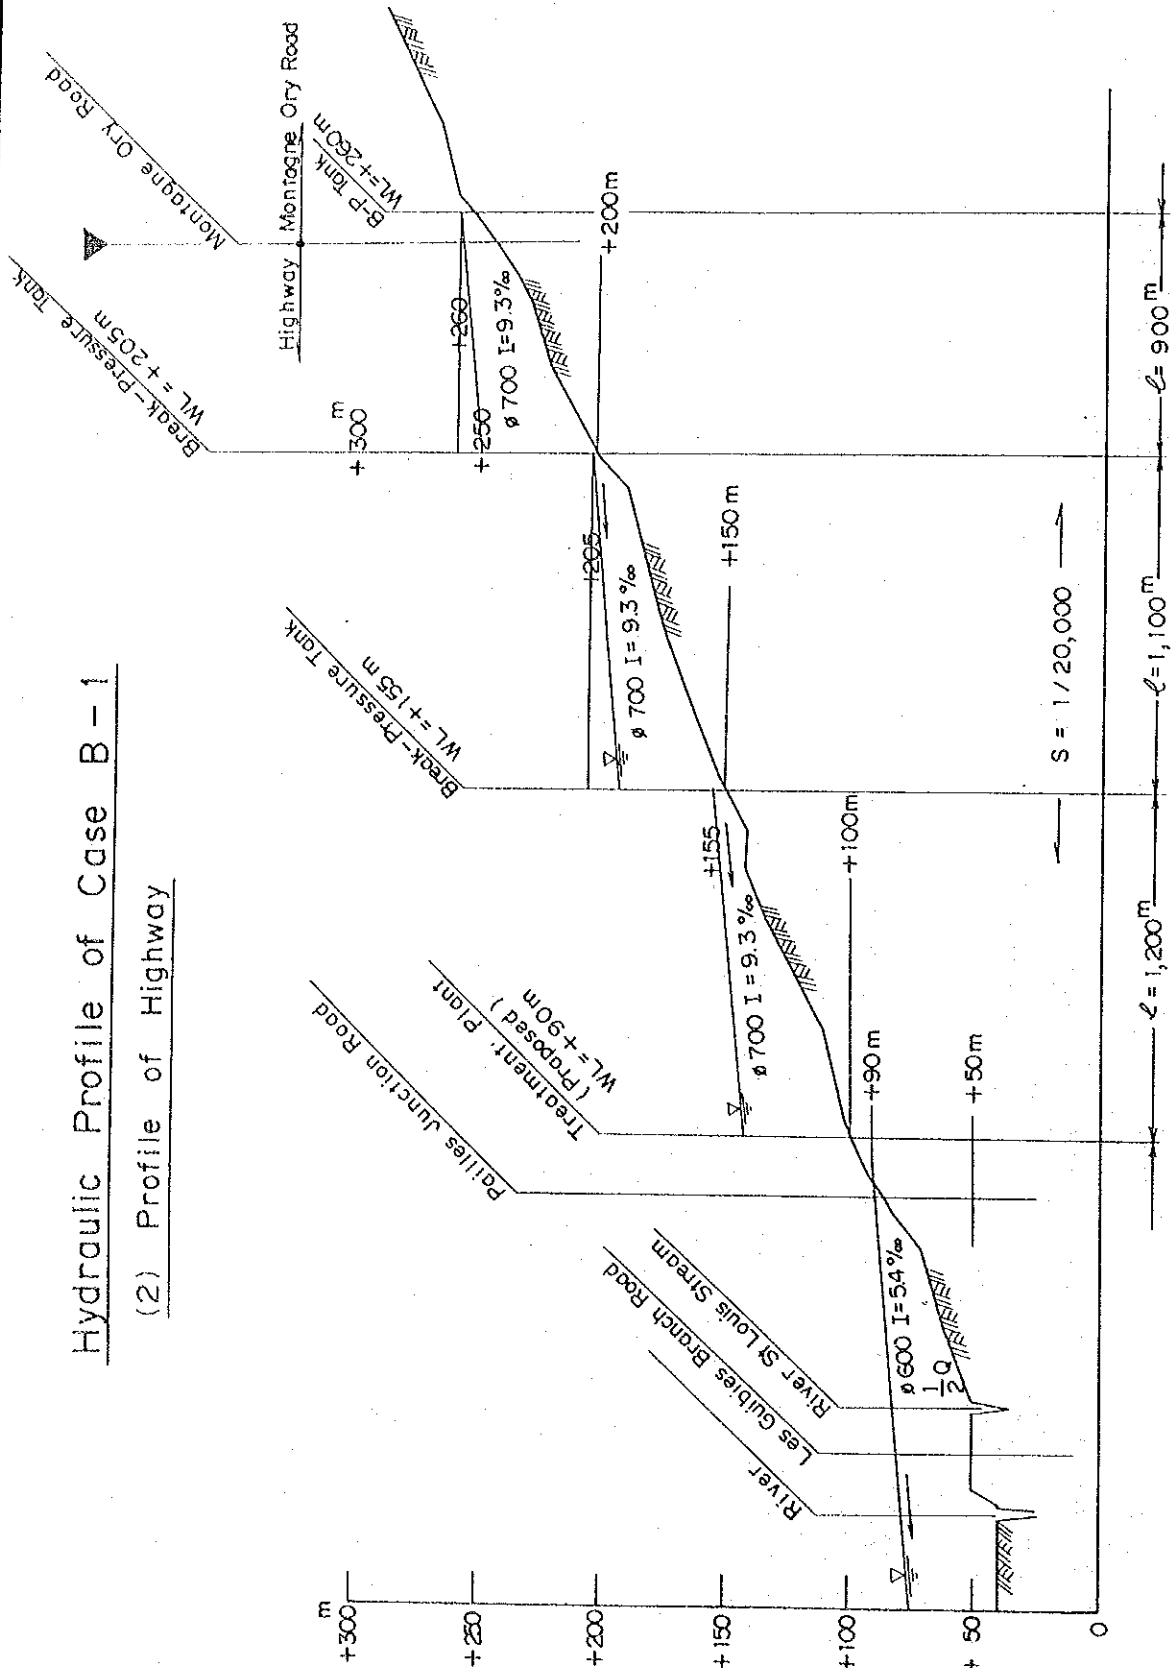 Hydraulic Profile of Case B-1
(2) Profile of Highway
Montagne Ory Road
Highway Montagne Ory Road
B-P Tank
WL=+260m
Break-Pressure Tank
WL=+205m
Break-Pressure Tank
WL=+155m
Treatment Plant
(Proposed)
WL=+90m
Pailles Junction Road
River St Louis Stream
Les Guibies Branch Road
River
m
+300
+250
+260
ø700 I=9.3‰
+200m
+205
ø700 I=9.3‰
+150m
+155
ø700 I=9.3‰
+100m
+90m
+50m
ø600 I=5.4‰
1/2 Q
m
+300
+250
+200
+150
+100
+50
0
S = 1/20,000
ℓ=1,200m
ℓ=1,100m
ℓ=900m